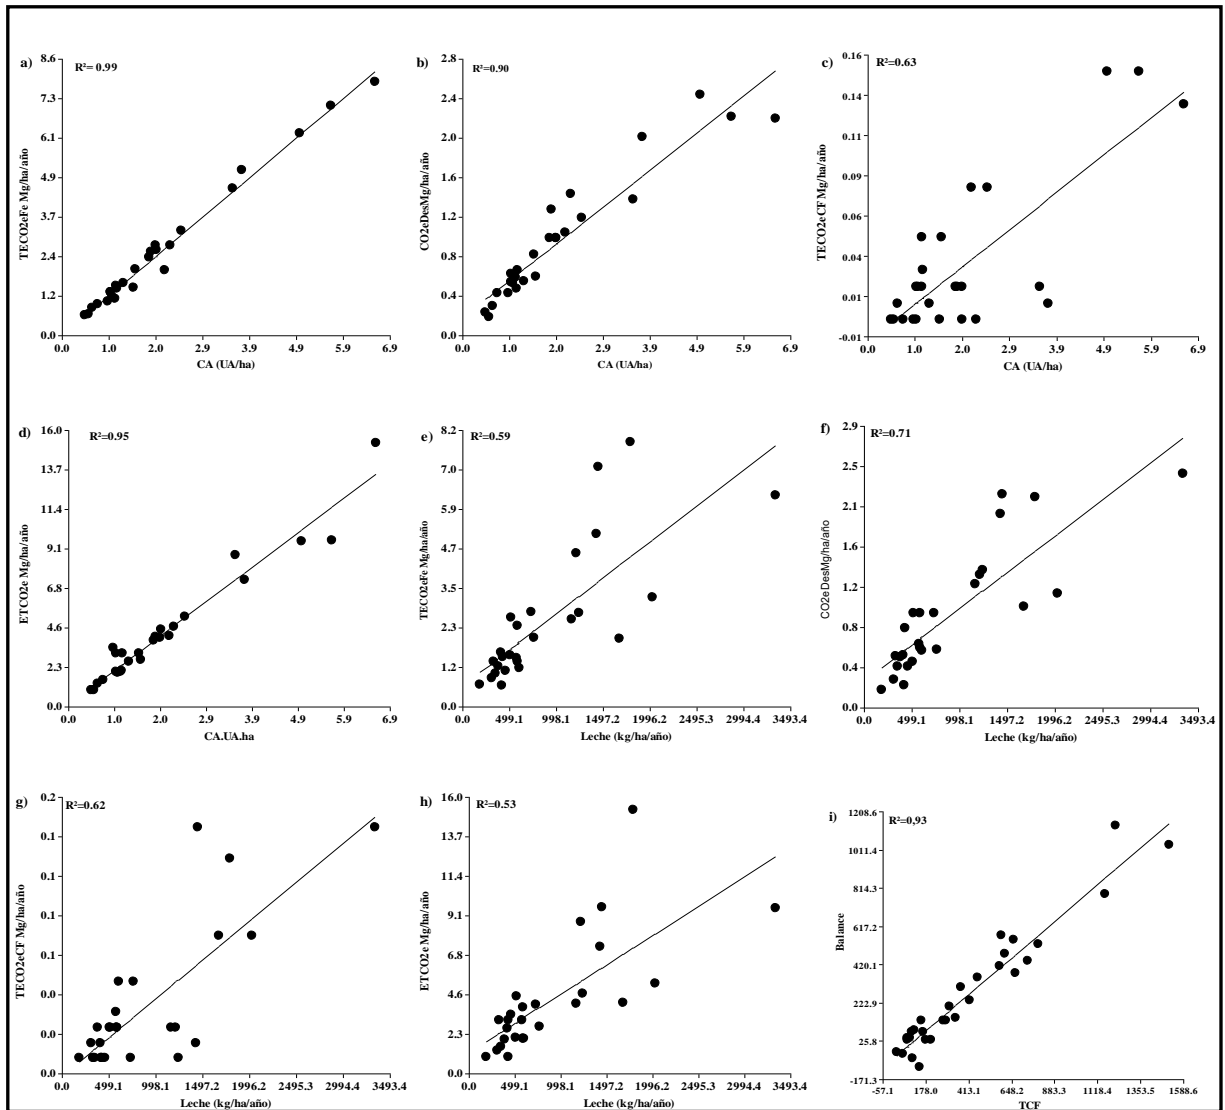 a) R²= 0.99
8.6
7.3
6.1
4.9
3.7
2.4
1.2
0.0
TECO2eFe Mg/ha/año
0.0 1.0 2.0 2.9 3.9 4.9 5.9 6.9
CA (UA/ha)
b) R²=0.90
2.8
2.4
2.0
1.6
1.2
0.8
0.4
0.0
CO2eDesMg/ha/año
0.0 1.0 2.0 2.9 3.9 4.9 5.9 6.9
CA (UA/ha)
c) R²=0.63
0.16
0.14
0.11
0.09
0.06
0.04
0.01
-0.01
TECO2eCF Mg/ha/año
0.0 1.0 2.0 2.9 3.9 4.9 5.9 6.9
CA (UA/ha)
d) R²=0.95
16.0
13.7
11.4
9.1
6.8
4.6
2.3
0.0
ETCO2e Mg/ha/año
0.0 1.0 2.0 2.9 3.9 4.9 5.9 6.9
CA.UA.ha
e) R²=0.59
8.2
7.0
5.9
4.7
3.5
2.3
1.2
0.0
TECO2eFe Mg/ha/año
0.0 499.1 998.1 1497.2 1996.2 2495.3 2994.4 3493.4
Leche (kg/ha/año)
f) R²=0.71
2.9
2.5
2.1
1.6
1.2
0.8
0.4
0.0
CO2eDesMg/ha/año
0.0 499.1 998.1 1497.2 1996.2 2495.3 2994.4 3493.4
Leche (kg/ha/año)
g) R²=0.62
0.2
0.1
0.1
0.1
0.1
0.0
0.0
0.0
TECO2eCF Mg/ha/año
0.0 499.1 998.1 1497.2 1996.2 2495.3 2994.4 3493.4
Leche (kg/ha/año)
h) R²=0.53
16.0
13.7
11.4
9.1
6.8
4.6
2.3
0.0
ETCO2e Mg/ha/año
0.0 499.1 998.1 1497.2 1996.2 2495.3 2994.4 3493.4
Leche (kg/ha/año)
i) R²=0,93
1208.6
1011.4
814.3
617.2
420.1
222.9
25.8
-171.3
Balance
-57.1 178.0 413.1 648.2 883.3 1118.4 1353.5 1588.6
TCF